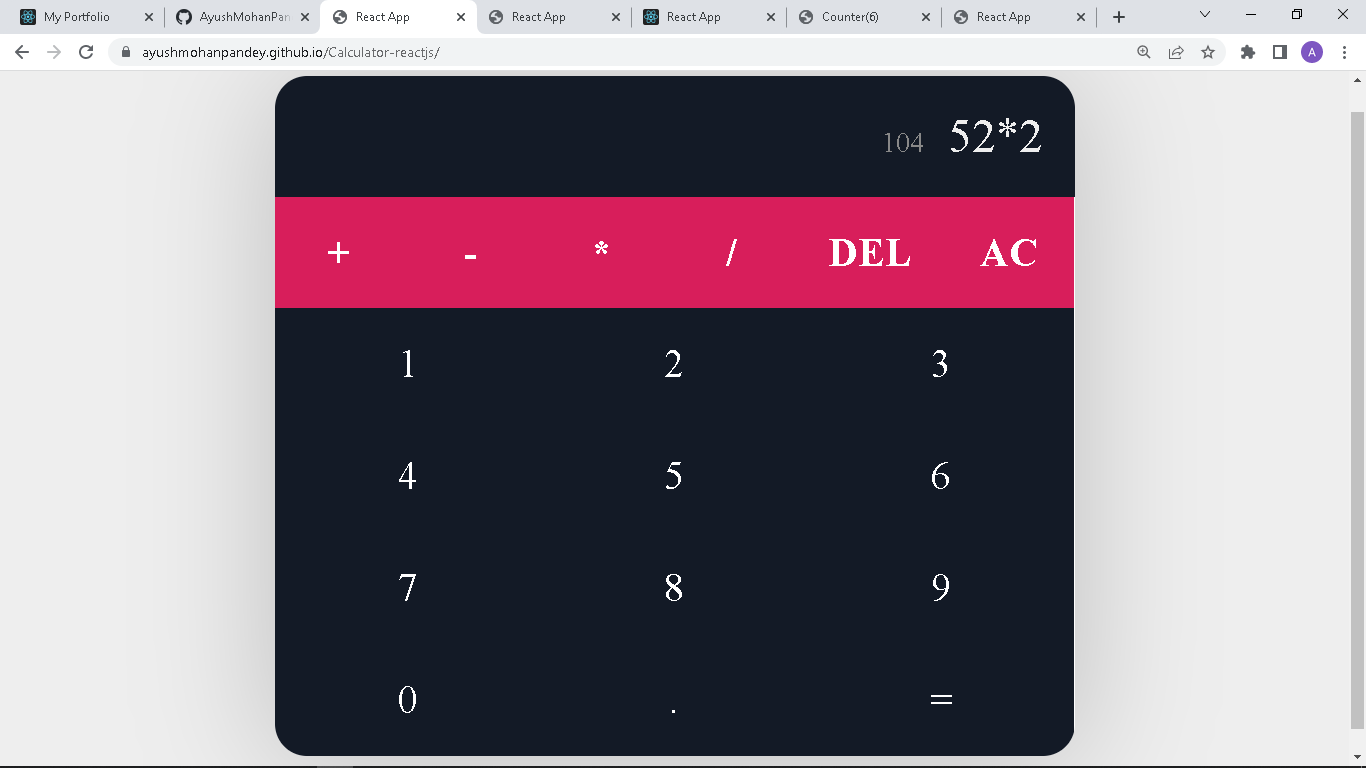 My Portfolio AyushMohanPan React App React App React App Counter(6) React App
ayushmohanpandey.github.io/Calculator-reactjs/ A
104 52*2
+ - * / DEL AC
1 2 3
4 5 6
7 8 9
0 . =